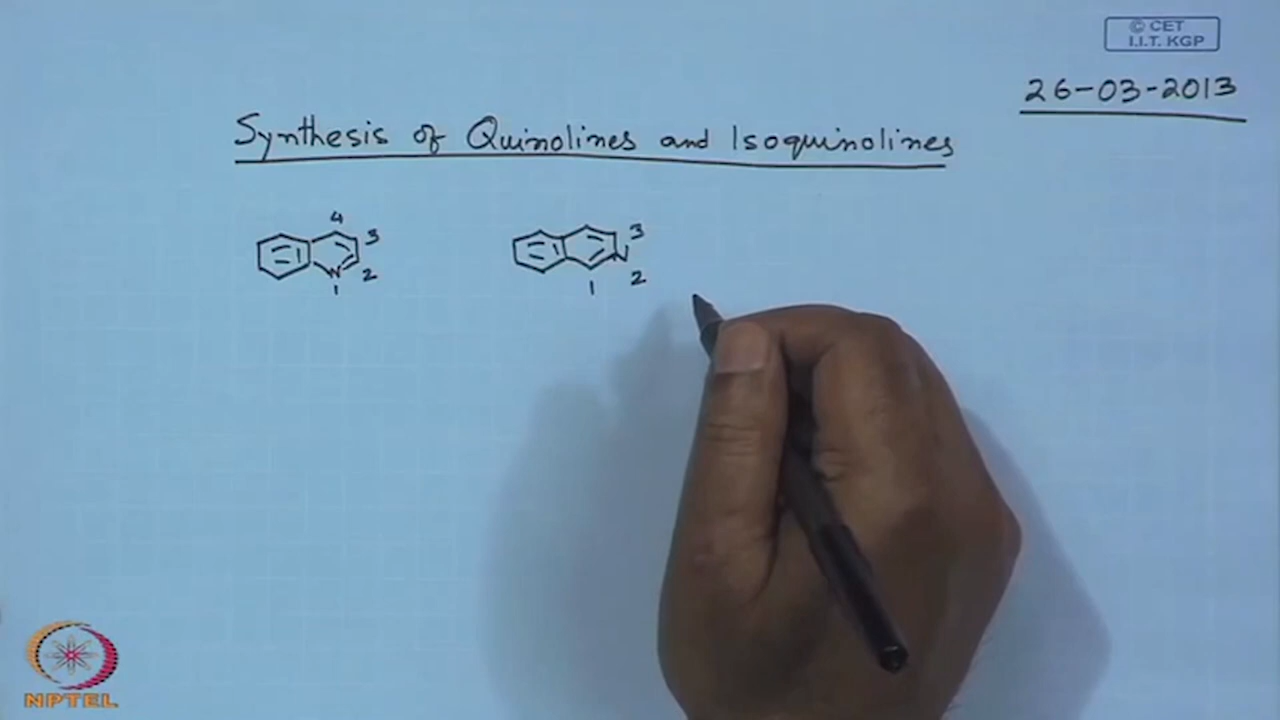 © CET
I.I.T. KGP
26-03-2013
Synthesis of Quinolines and Isoquinolines
4
3
N
2
1
3
N
2
1
NPTEL